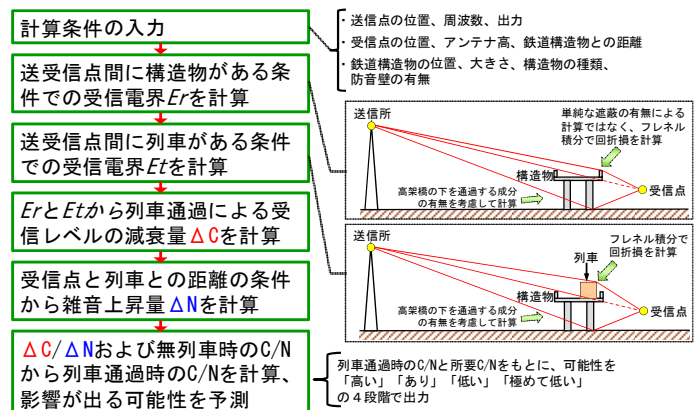 計算条件の入力
・送信点の位置、周波数、出力
・受信点の位置、アンテナ高、鉄道構造物との距離
・鉄道構造物の位置、大きさ、構造物の種類、
防音壁の有無
送受信点間に構造物がある条
件での受信電界Erを計算
送受信点間に列車がある条件
での受信電界Etを計算
ErとEtから列車通過による受
信レベルの減衰量ΔCを計算
受信点と列車との距離の条件
から雑音上昇量ΔNを計算
ΔC/ΔNおよび無列車時のC/N
から列車通過時のC/Nを計算、
影響が出る可能性を予測
送信所
単純な遮蔽の有無による
計算ではなく、フレネル
積分で回折損を計算
構造物
受信点
高架橋の下を通過する成分
の有無を考慮して計算
送信所
フレネル積分で
回折損を計算
列車
構造物
受信点
高架橋の下を通過する成分
の有無を考慮して計算
列車通過時のC/Nと所要C/Nをもとに、可能性を
「高い」「あり」「低い」「極めて低い」
の４段階で出力